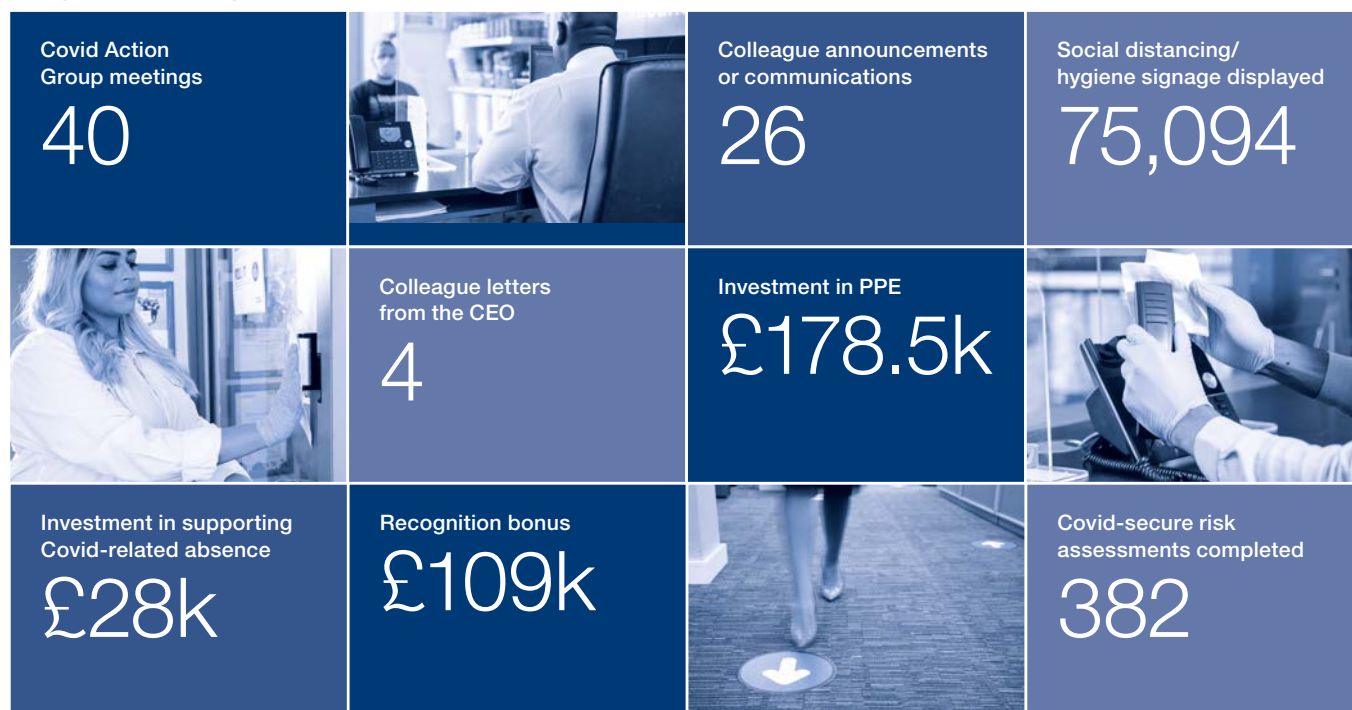 Covid Action
Group meetings
40
Colleague announcements
or communications
26
Social distancing/
hygiene signage displayed
75,094
Colleague letters
from the CEO
4
Investment in PPE
£178.5k
Investment in supporting
Covid-related absence
£28k
Recognition bonus
£109k
Covid-secure risk
assessments completed
382